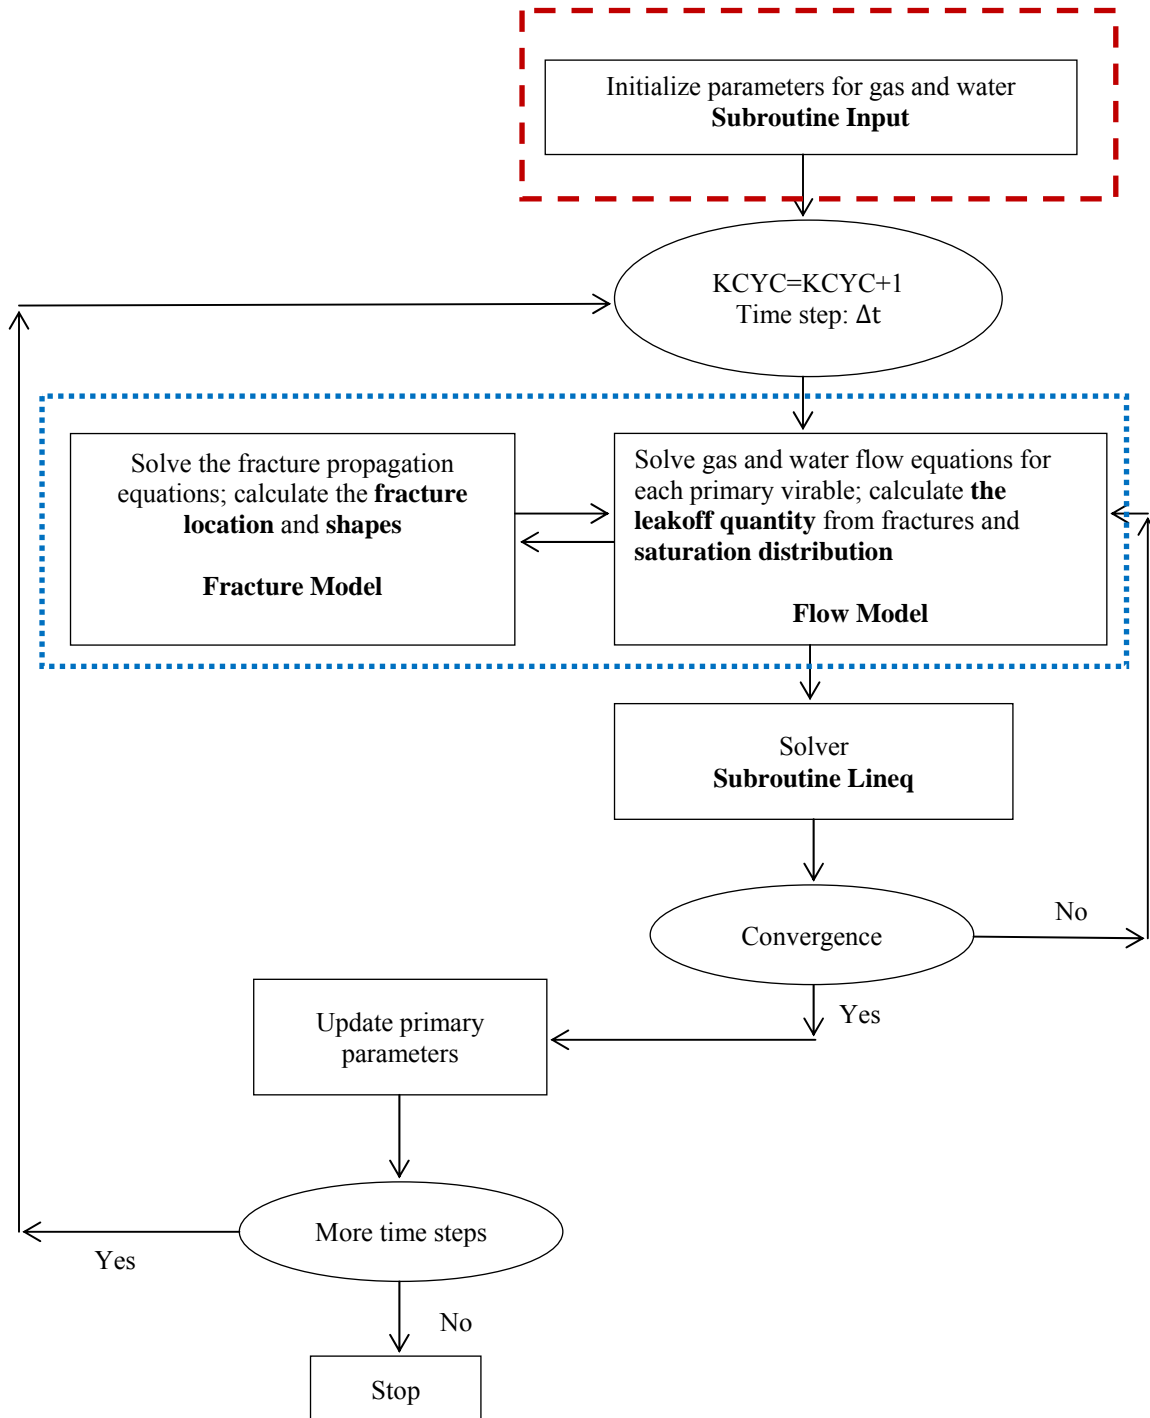 Initialize parameters for gas and water
Subroutine Input
KCYC=KCYC+1
Time step: Δt
Solve the fracture propagation
equations; calculate the fracture
location and shapes
Fracture Model
Solve gas and water flow equations for
each primary virable; calculate the
leakoff quantity from fractures and
saturation distribution
Flow Model
Solver
Subroutine Lineq
Convergence
No
Yes
Update primary
parameters
More time steps
Yes
No
Stop